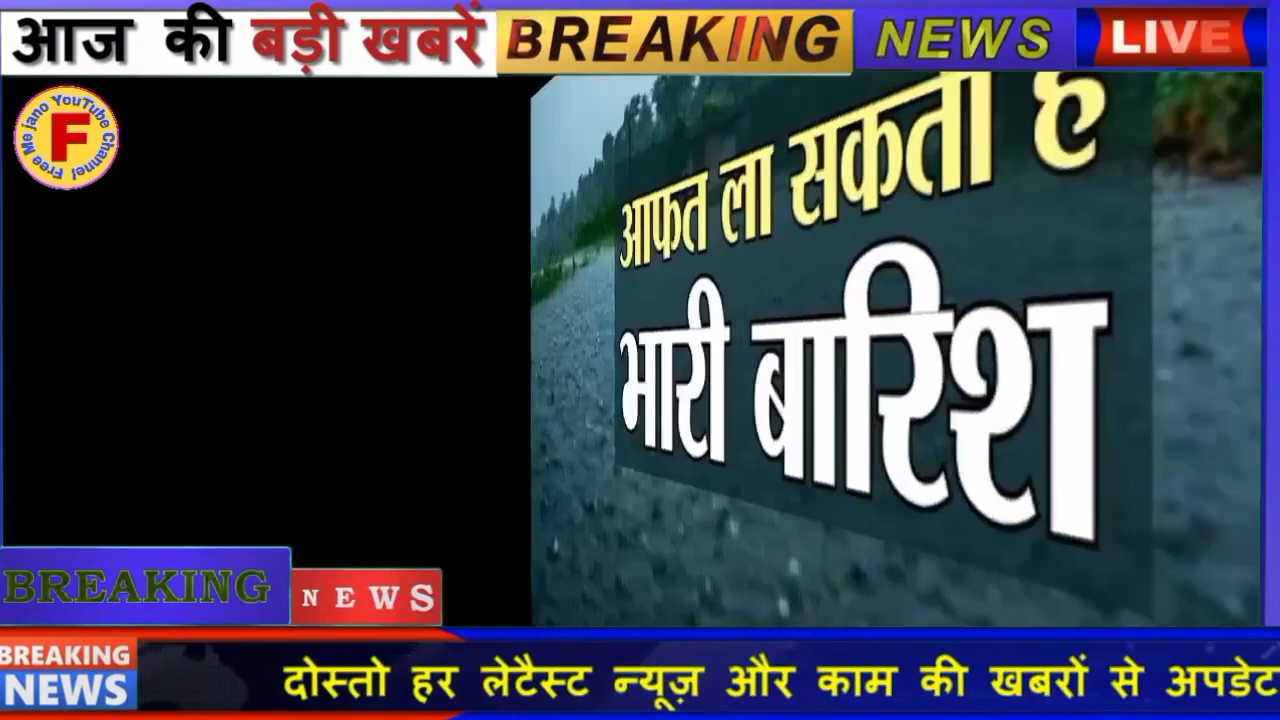 आज की बड़ी खबरें BREAKING NEWS LIVE
Free Me jano YouTube Channel
F
आफत ला सकती है
भारी बारिश
BREAKING NEWS
BREAKING NEWS
दोस्तो हर लेटैस्ट न्यूज़ और काम की खबरों से अपडेट